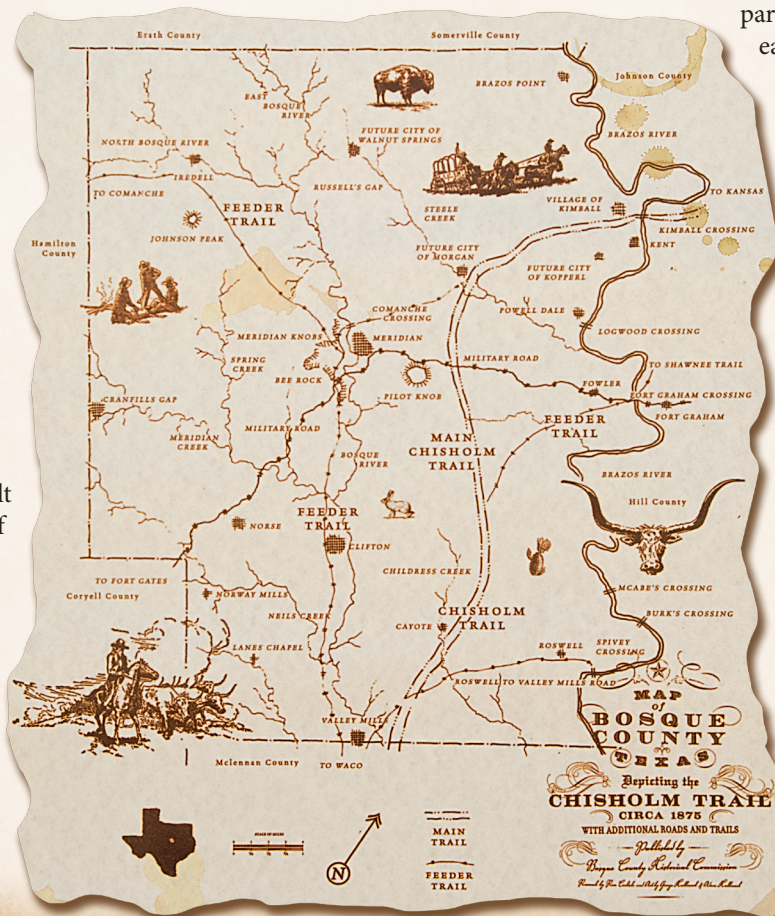 par
ea
Erath County
Somerville County
Johnson County
BRAZOS POINT
EAST
BOSQUE
RIVER
BRAZOS RIVER
FUTURE CITY OF
WALNUT SPRINGS
NORTH BOSQUE RIVER
IREDELL
TO COMANCHE
RUSSELL'S GAP
TO KANSAS
FEEDER
TRAIL
STEELE
CREEK
VILLAGE OF
KIMBALL
KIMBALL CROSSING
JOHNSON PEAK
KENT
Hamilton
County
FUTURE CITY
OF MORGAN
FUTURE CITY
OF KOPPERL
COMANCHE
CROSSING
POWELL DALE
LOGWOOD CROSSING
MERIDIAN KNOBS
MERIDIAN
SPRING
CREEK
MILITARY ROAD
TO SHAWNEE TRAIL
BEE ROCK
FOWLER
PILOT KNOB
FORT GRAHAM CROSSING
CRANFILLS GAP
FORT GRAHAM
MILITARY ROAD
FEEDER
TRAIL
MERIDIAN
CREEK
MAIN
CHISHOLM
TRAIL
BOSQUE
RIVER
BRAZOS RIVER
lt
f
Hill County
FEEDER
TRAIL
NORSE
CLIFTON
CHILDRESS CREEK
TO FORT GATES
Coryell County
NORWAY MILLS
MCABE'S CROSSING
NEILS CREEK
CHISHOLM
TRAIL
BURK'S CROSSING
CAYOTE
LANES CHAPEL
ROSWELL
SPIVEY
CROSSING
ROSWELL TO VALLEY MILLS ROAD
VALLEY MILLS
Mclennan County
TO WACO
MAP
of
BOSQUE
COUNTY
TEXAS
Depicting the
CHISHOLM TRAIL
CIRCA 1875
WITH ADDITIONAL ROADS AND TRAILS
Published by
Bosque County Historical Commission
SCALE OF MILES
N
MAIN
TRAIL
FEEDER
TRAIL